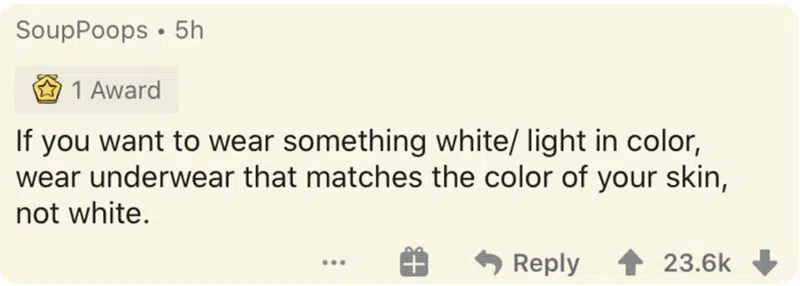 SoupPoops • 5h
1 Award
If you want to wear something white/ light in color,
wear underwear that matches the color of your skin,
not white.
... Reply 23.6k